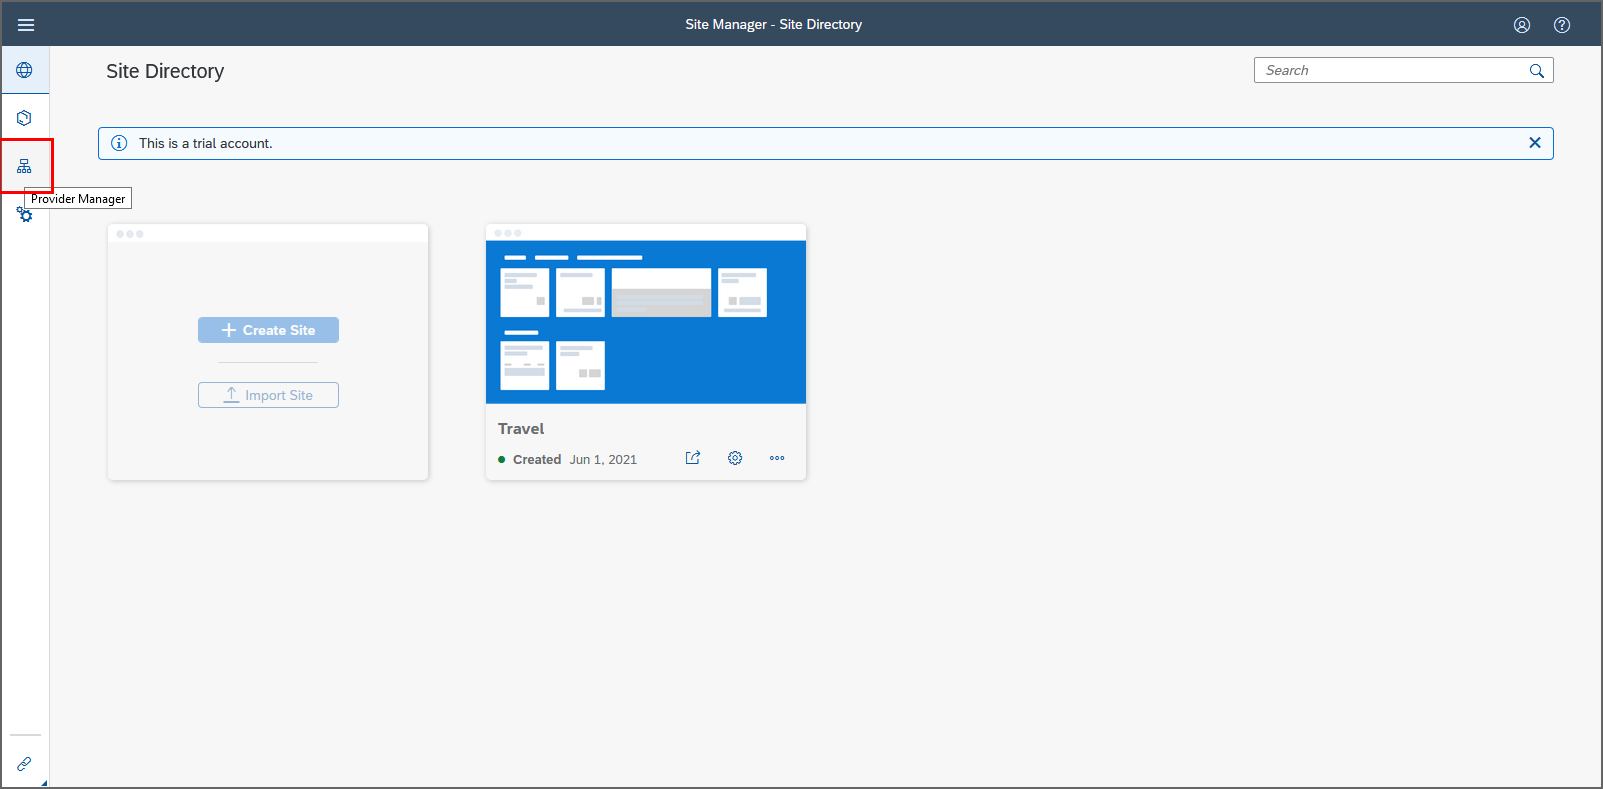 Site Manager - Site Directory
Site Directory
Search
This is a trial account.
Provider Manager
Create Site
Import Site
Travel
Created Jun 1, 2021